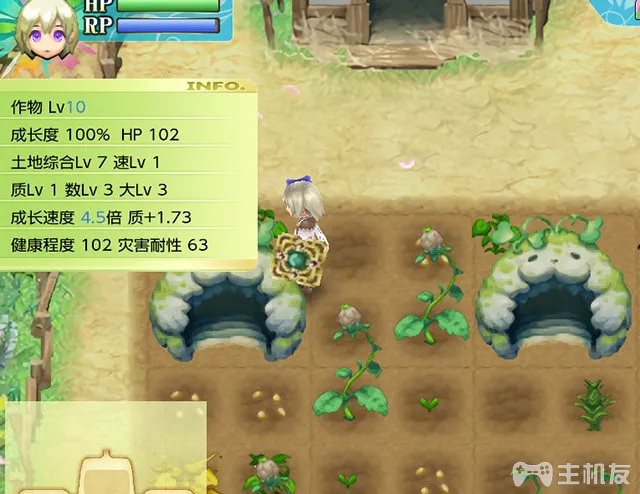 HP
RP
INFO.
作物 Lv10
成长度 100% HP 102
土地综合Lv 7 速Lv 1
质Lv 1 数Lv 3 大Lv 3
成长速度 4.5倍 质+1.73
健康程度 102 灾害耐性 63
主机友